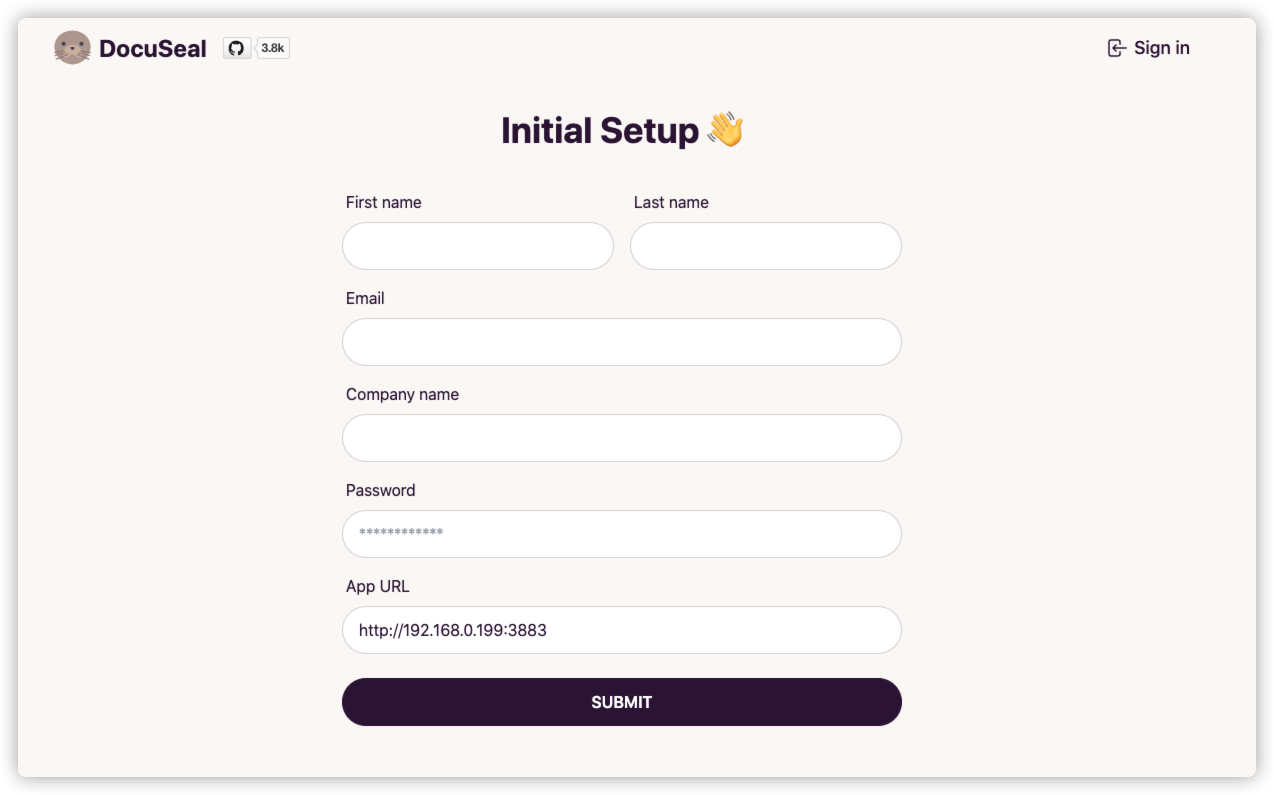 DocuSeal 3.8k Sign in
Initial Setup 👋
First name Last name
Email
Company name
Password
************
App URL
http://192.168.0.199:3883
SUBMIT